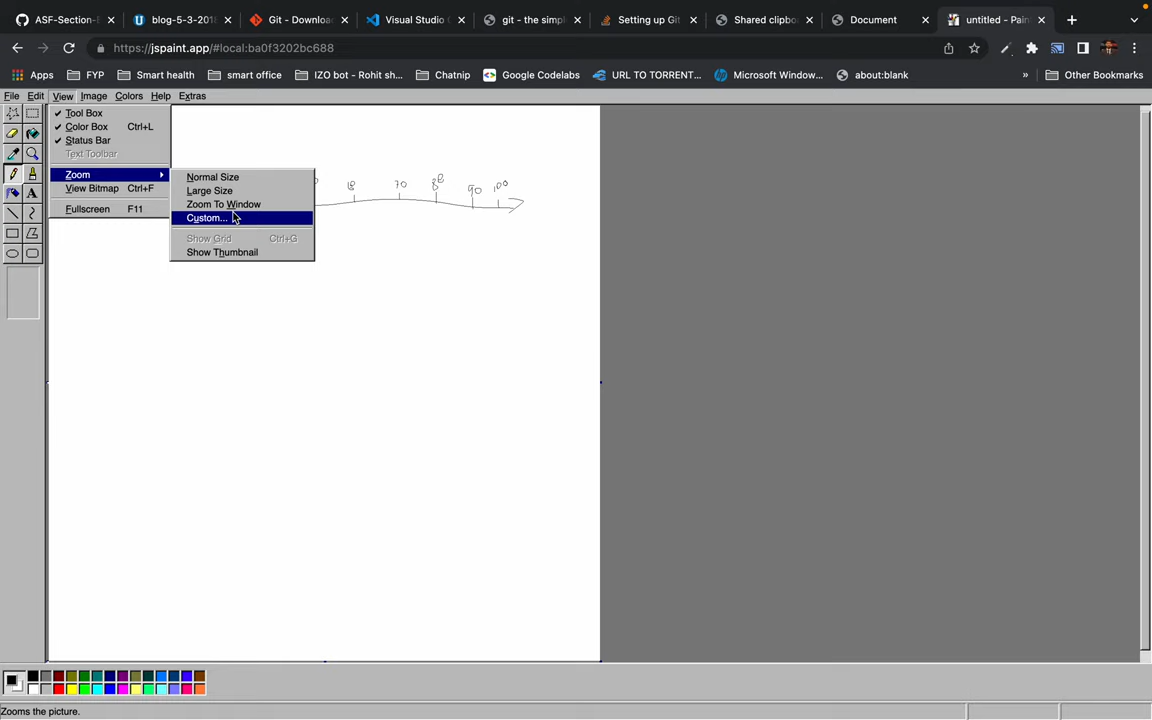 ASF-Section-
blog-5-3-2018
Git - Downloa
Visual Studio
git - the simp
Setting up Git
Shared clipbo
Document
untitled - Pain
https://jspaint.app/#local:ba0f3202bc688
Apps
FYP
Smart health
smart office
IZO bot - Rohit sh...
Chatnip
Google Codelabs
URL TO TORRENT...
Microsoft Window...
about:blank
»
Other Bookmarks
File Edit View Image Colors Help Extras
Tool Box
Color Box Ctrl+L
Status Bar
Text Toolbar
Zoom
View Bitmap Ctrl+F
Fullscreen F11
Normal Size
Large Size
Zoom To Window
Custom...
Show Grid Ctrl+G
Show Thumbnail
A
70
90
100
Zooms the picture.